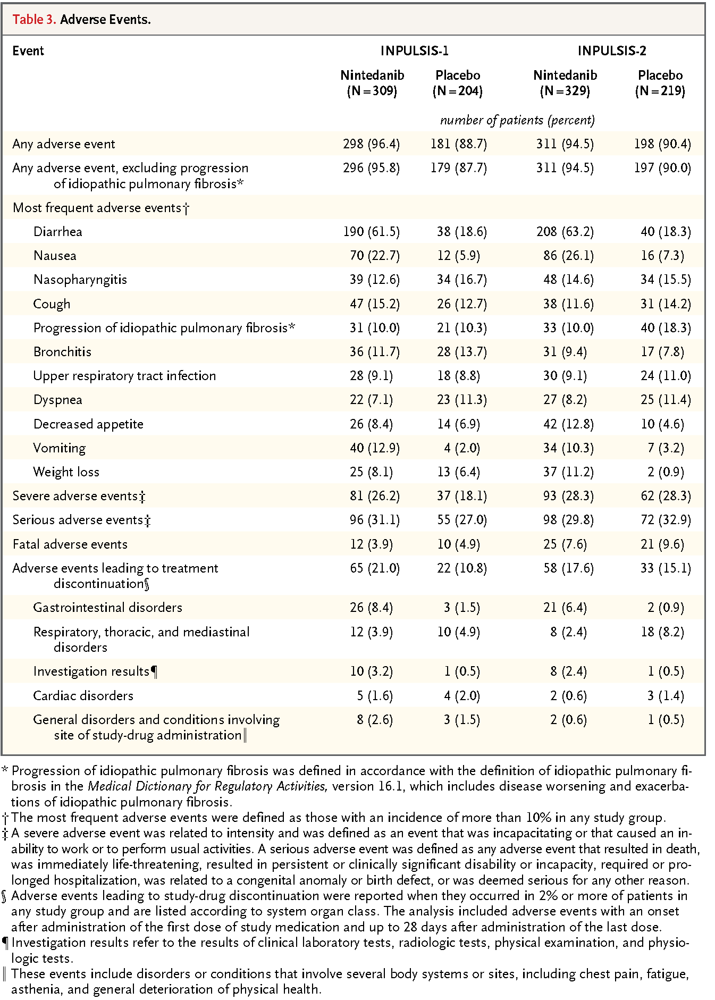 Table 3. Adverse Events.
Event INPULSIS-1 INPULSIS-2
Nintedanib Placebo Nintedanib Placebo
(N=309) (N=204) (N=329) (N=219)
number of patients (percent)
Any adverse event 298 (96.4) 181 (88.7) 311 (94.5) 198 (90.4)
Any adverse event, excluding progression 296 (95.8) 179 (87.7) 311 (94.5) 197 (90.0)
of idiopathic pulmonary fibrosis*
Most frequent adverse events†
Diarrhea 190 (61.5) 38 (18.6) 208 (63.2) 40 (18.3)
Nausea 70 (22.7) 12 (5.9) 86 (26.1) 16 (7.3)
Nasopharyngitis 39 (12.6) 34 (16.7) 48 (14.6) 34 (15.5)
Cough 47 (15.2) 26 (12.7) 38 (11.6) 31 (14.2)
Progression of idiopathic pulmonary fibrosis* 31 (10.0) 21 (10.3) 33 (10.0) 40 (18.3)
Bronchitis 36 (11.7) 28 (13.7) 31 (9.4) 17 (7.8)
Upper respiratory tract infection 28 (9.1) 18 (8.8) 30 (9.1) 24 (11.0)
Dyspnea 22 (7.1) 23 (11.3) 27 (8.2) 25 (11.4)
Decreased appetite 26 (8.4) 14 (6.9) 42 (12.8) 10 (4.6)
Vomiting 40 (12.9) 4 (2.0) 34 (10.3) 7 (3.2)
Weight loss 25 (8.1) 13 (6.4) 37 (11.2) 2 (0.9)
Severe adverse events‡ 81 (26.2) 37 (18.1) 93 (28.3) 62 (28.3)
Serious adverse events‡ 96 (31.1) 55 (27.0) 98 (29.8) 72 (32.9)
Fatal adverse events 12 (3.9) 10 (4.9) 25 (7.6) 21 (9.6)
Adverse events leading to treatment 65 (21.0) 22 (10.8) 58 (17.6) 33 (15.1)
discontinuation§
Gastrointestinal disorders 26 (8.4) 3 (1.5) 21 (6.4) 2 (0.9)
Respiratory, thoracic, and mediastinal 12 (3.9) 10 (4.9) 8 (2.4) 18 (8.2)
disorders
Investigation results¶ 10 (3.2) 1 (0.5) 8 (2.4) 1 (0.5)
Cardiac disorders 5 (1.6) 4 (2.0) 2 (0.6) 3 (1.4)
General disorders and conditions involving 8 (2.6) 3 (1.5) 2 (0.6) 1 (0.5)
site of study-drug administration‖
* Progression of idiopathic pulmonary fibrosis was defined in accordance with the definition of idiopathic pulmonary fi-
brosis in the Medical Dictionary for Regulatory Activities, version 16.1, which includes disease worsening and exacerba-
tions of idiopathic pulmonary fibrosis.
† The most frequent adverse events were defined as those with an incidence of more than 10% in any study group.
‡ A severe adverse event was related to intensity and was defined as an event that was incapacitating or that caused an in-
ability to work or to perform usual activities. A serious adverse event was defined as any adverse event that resulted in death,
was immediately life-threatening, resulted in persistent or clinically significant disability or incapacity, required or pro-
longed hospitalization, was related to a congenital anomaly or birth defect, or was deemed serious for any other reason.
§ Adverse events leading to study-drug discontinuation were reported when they occurred in 2% or more of patients in
any study group and are listed according to system organ class. The analysis included adverse events with an onset
after administration of the first dose of study medication and up to 28 days after administration of the last dose.
¶ Investigation results refer to the results of clinical laboratory tests, radiologic tests, physical examination, and physio-
logic tests.
‖ These events include disorders or conditions that involve several body systems or sites, including chest pain, fatigue,
asthenia, and general deterioration of physical health.